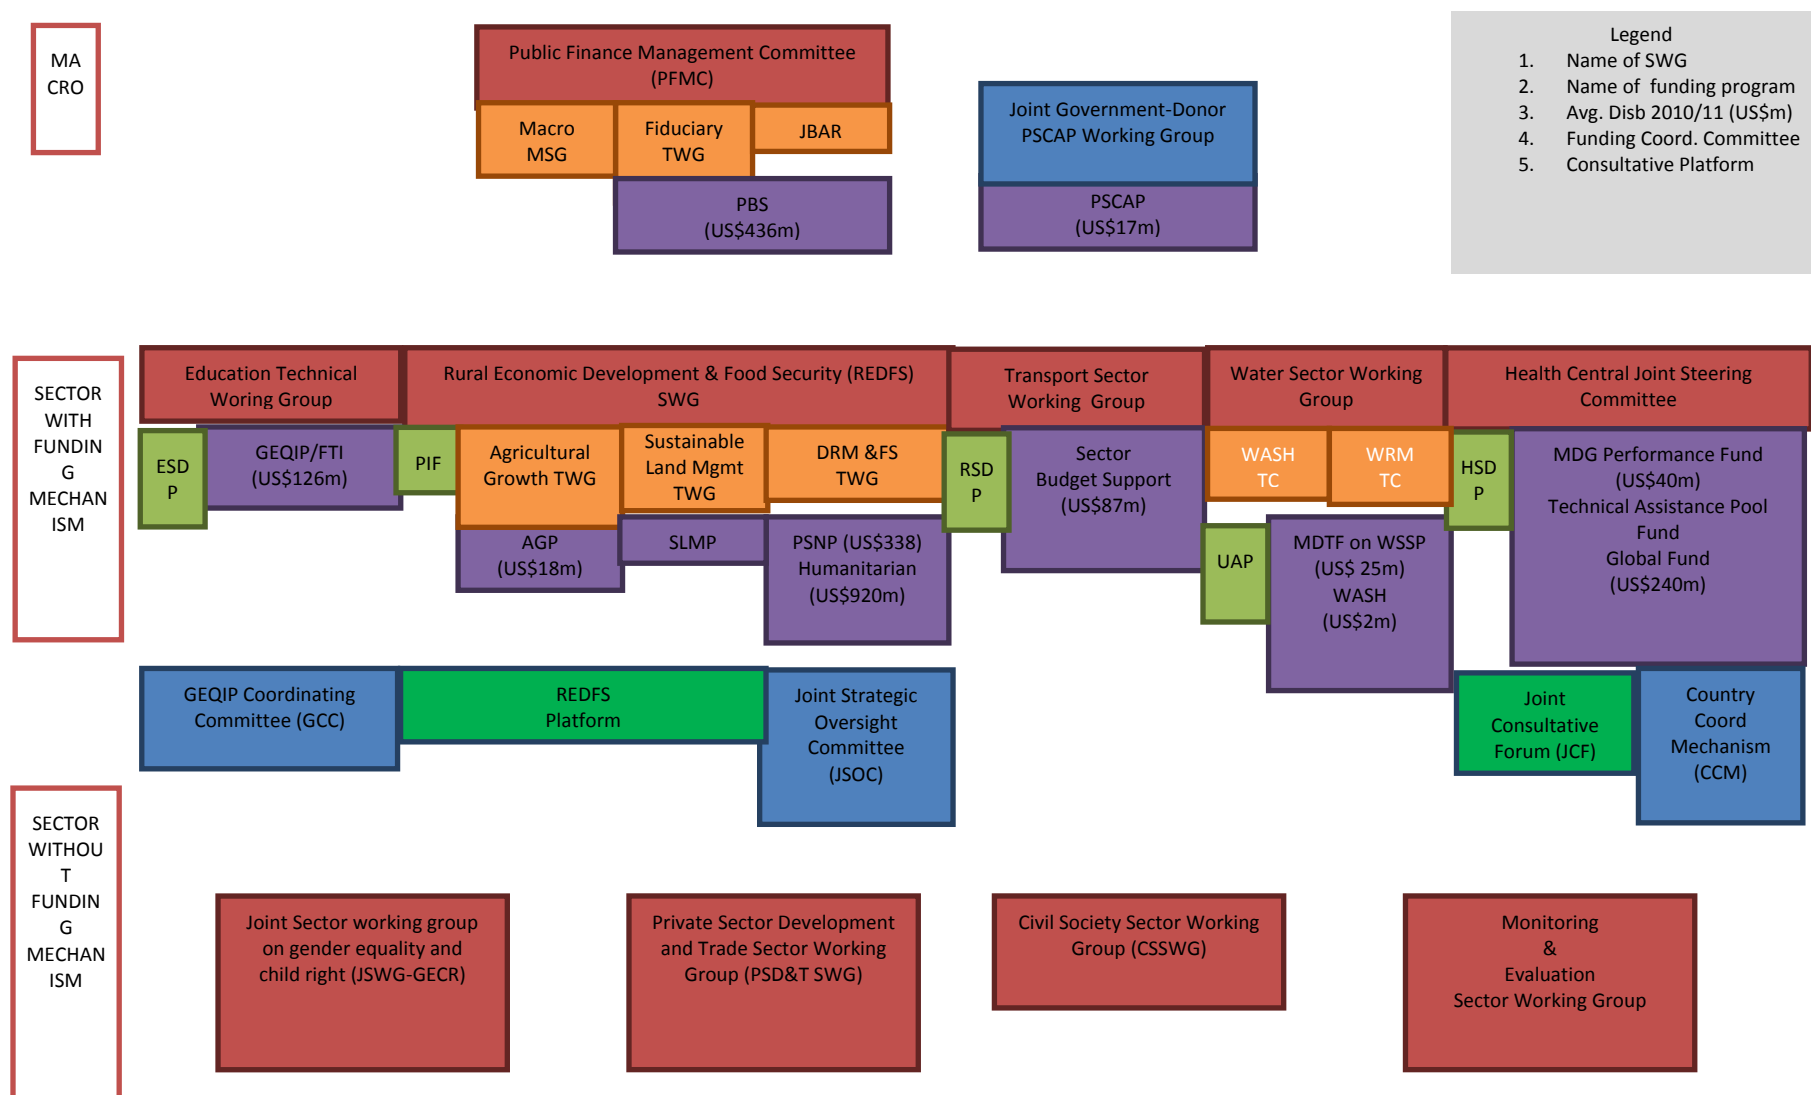 MA
CRO
Public Finance Management Committee
(PFMC)
Macro
MSG
Fiduciary
TWG
JBAR
PBS
(US$436m)
Joint Government-Donor
PSCAP Working Group
PSCAP
(US$17m)
Legend
1. Name of SWG
2. Name of funding program
3. Avg. Disb 2010/11 (US$m)
4. Funding Coord. Committee
5. Consultative Platform
SECTOR
WITH
FUNDIN
G
MECHAN
ISM
Education Technical
Woring Group
ESD
P
GEQIP/FTI
(US$126m)
Rural Economic Development & Food Security (REDFS)
SWG
PIF
Agricultural
Growth TWG
Sustainable
Land Mgmt
TWG
DRM &FS
TWG
AGP
(US$18m)
SLMP
PSNP (US$338)
Humanitarian
(US$920m)
Transport Sector
Working Group
RSD
P
Sector
Budget Support
(US$87m)
Water Sector Working
Group
WASH
TC
WRM
TC
UAP
MDTF on WSSP
(US$ 25m)
WASH
(US$2m)
Health Central Joint Steering
Committee
HSD
P
MDG Performance Fund
(US$40m)
Technical Assistance Pool
Fund
Global Fund
(US$240m)
GEQIP Coordinating
Committee (GCC)
REDFS
Platform
Joint Strategic
Oversight
Committee
(JSOC)
Joint
Consultative
Forum (JCF)
Country
Coord
Mechanism
(CCM)
SECTOR
WITHOU
T
FUNDIN
G
MECHAN
ISM
Joint Sector working group
on gender equality and
child right (JSWG-GECR)
Private Sector Development
and Trade Sector Working
Group (PSD&T SWG)
Civil Society Sector Working
Group (CSSWG)
Monitoring
&
Evaluation
Sector Working Group